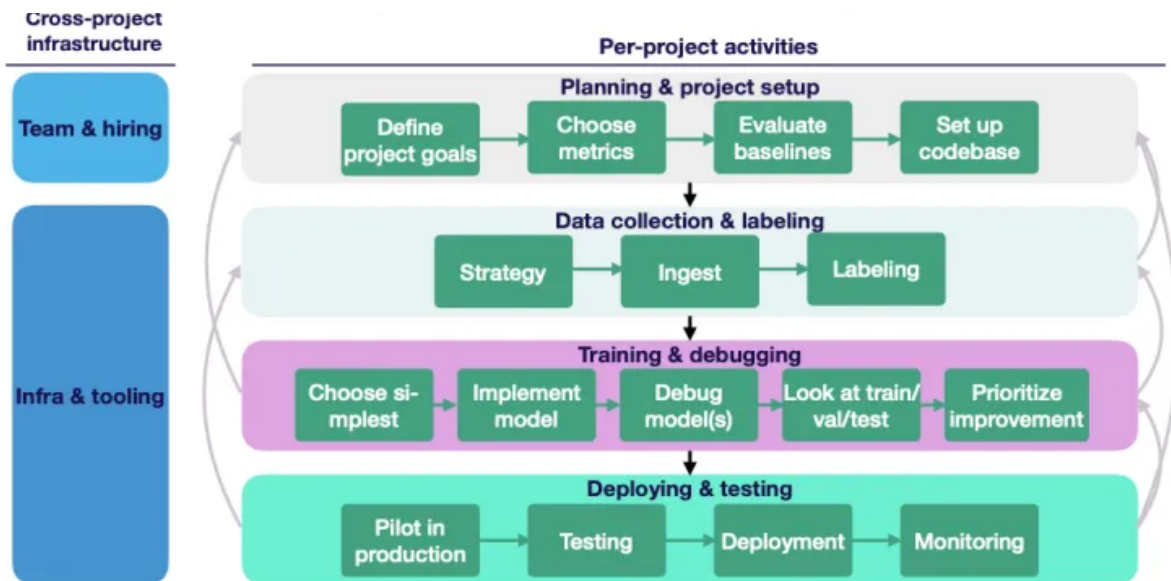 Cross-project
infrastructure
Per-project activities
Team & hiring
Planning & project setup
Define
project goals
Choose
metrics
Evaluate
baselines
Set up
codebase
Infra & tooling
Data collection & labeling
Strategy
Ingest
Labeling
Training & debugging
Choose si-
mplest
Implement
model
Debug
model(s)
Look at train/
val/test
Prioritize
improvement
Deploying & testing
Pilot in
production
Testing
Deployment
Monitoring